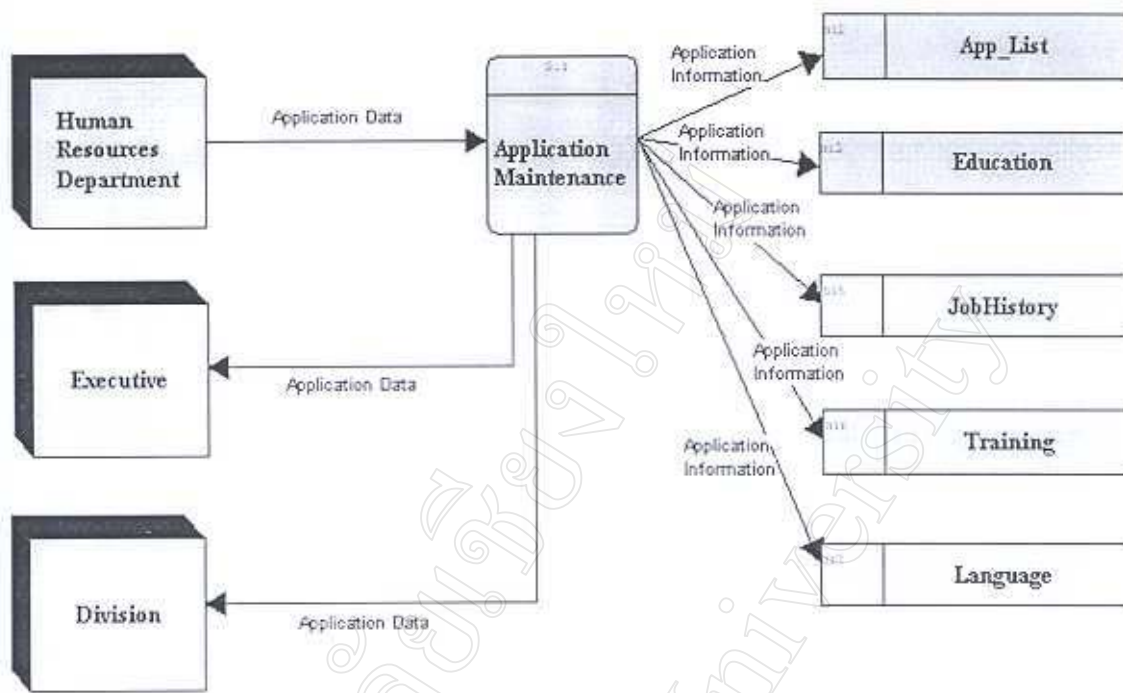 Human
Resources
Department
Application Data
Application
Maintenance
Executive
Application Data
Division
Application Data
Application
Information
App_List
Application
Information
Education
Application
Information
JobHistory
Application
Information
Training
Application
Information
Language
University